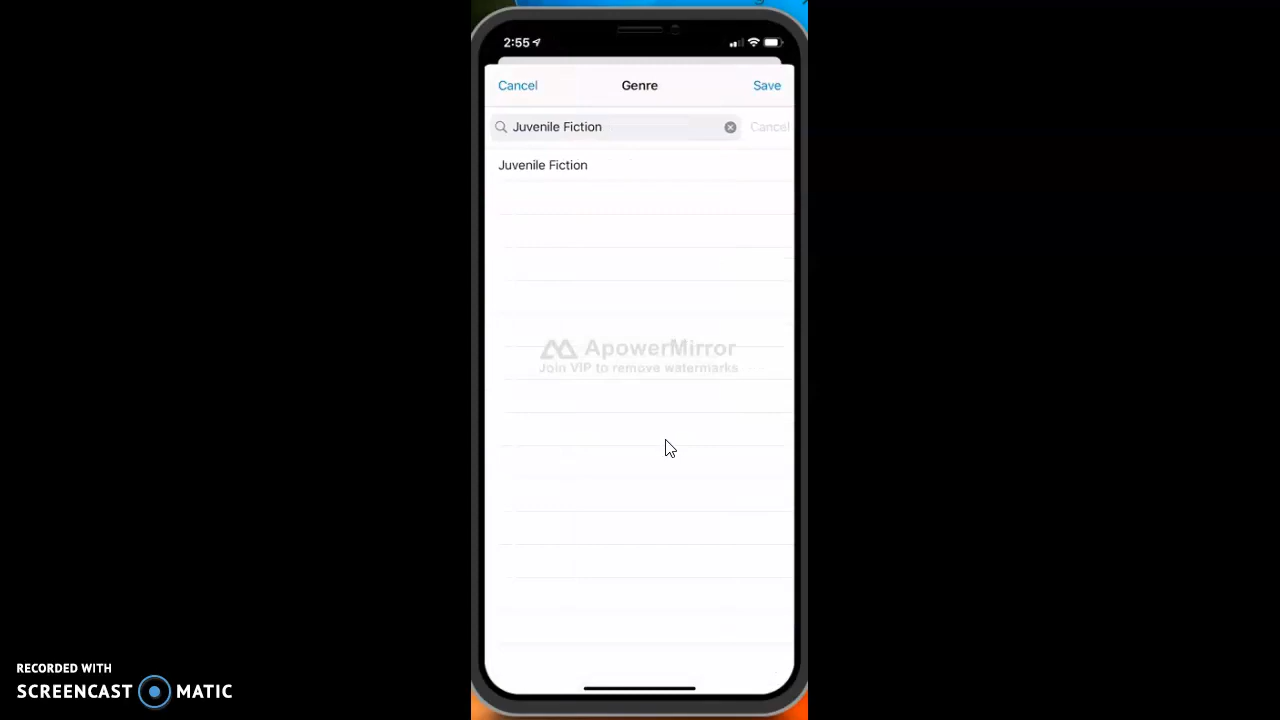 2:55
Cancel Genre Save
Juvenile Fiction Cancel
Juvenile Fiction
ApowerMirror
Join VIP to remove watermarks
RECORDED WITH
SCREENCAST MATIC